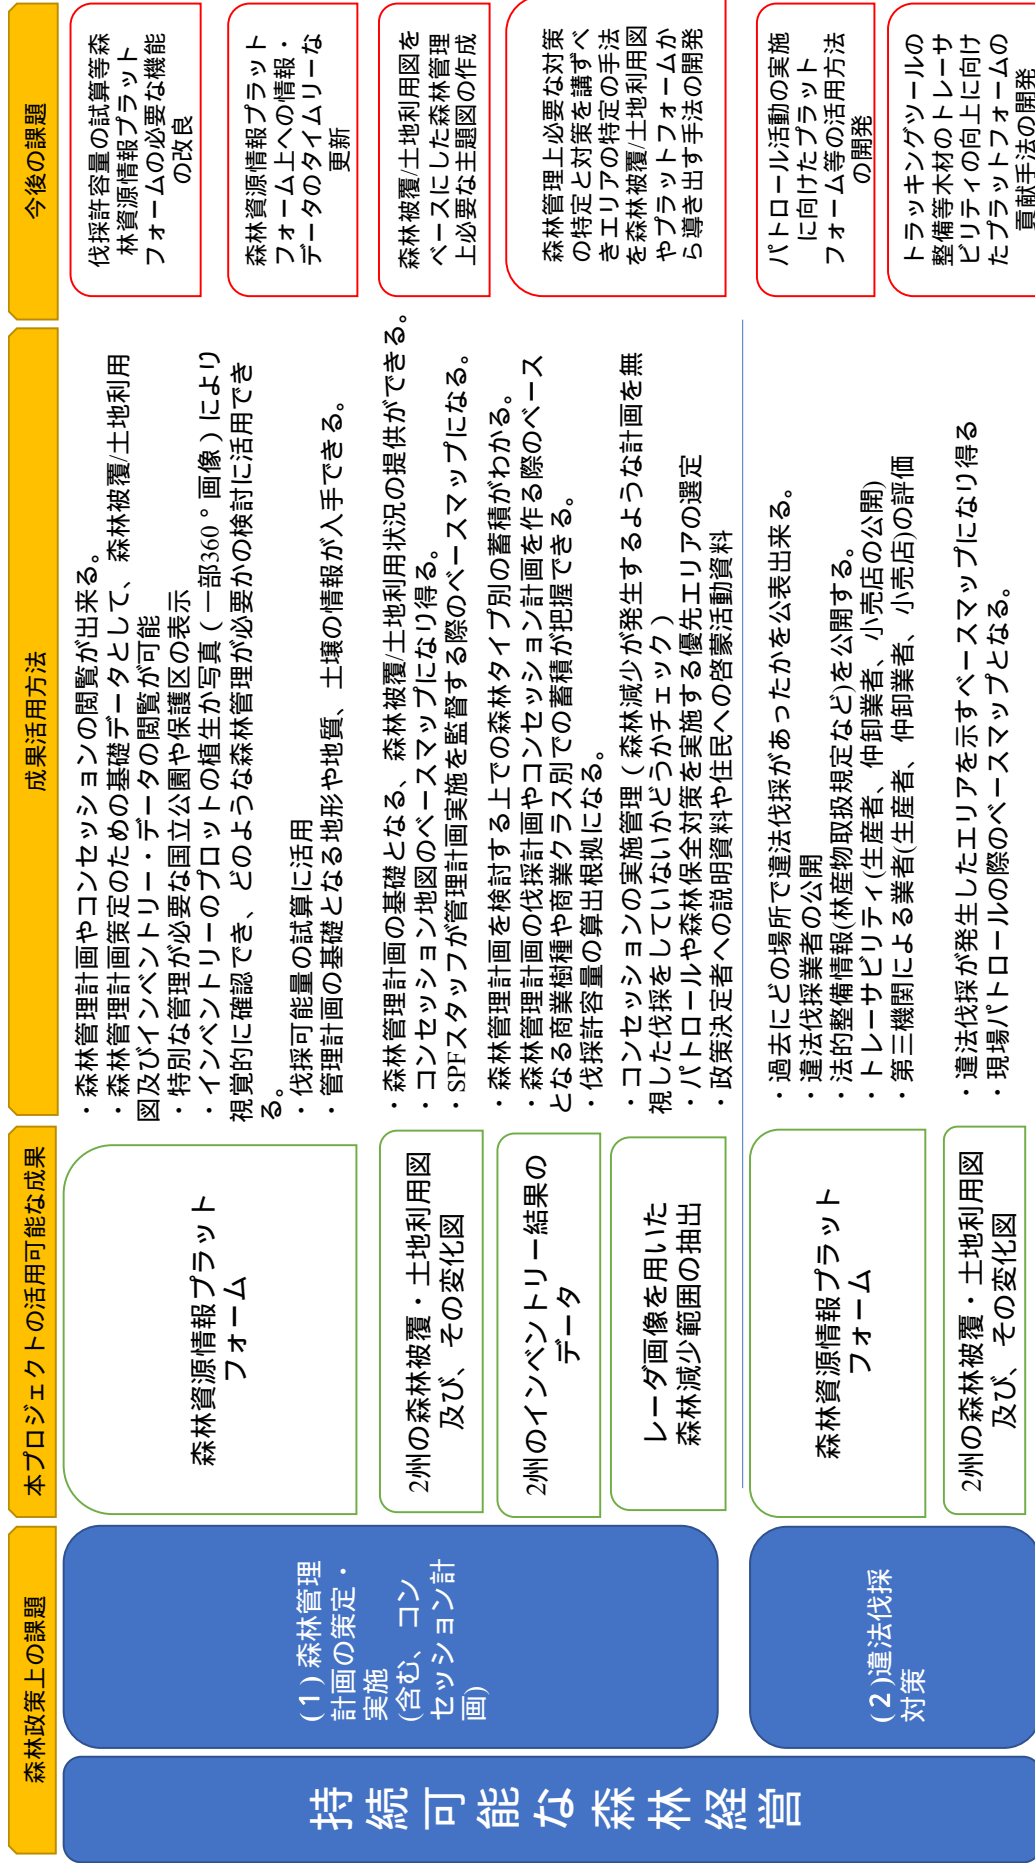 森林政策上の課題
本プロジェクトの活用可能な成果
成果活用方法
今後の課題
持続可能な森林経営
(1)森林管理
計画の策定・
実施
(含む、コン
セッション計
画)
森林資源情報プラット
フォーム
・森林管理計画やコンセッションの閲覧が出来る。
・森林管理計画策定のための基礎データとして、森林被覆/土地利用
図及びインベントリー・データの閲覧が可能
・特別な管理が必要な国立公園や保護区の表示
・インベントリーのプロットの植生か写真(一部360°画像)により
視覚的に確認でき、どのような森林管理が必要かの検討に活用でき
る。
・伐採可能量の試算に活用
・管理計画の基礎となる地形や地質、土壌の情報が入手できる。
伐採許容量の試算等森
林資源情報プラット
フォームの必要な機能
の改良
森林資源情報プラット
フォーム上への情報・
データのタイムリーな
更新
2州の森林被覆・土地利用図
及び、その変化図
・森林管理計画の基礎となる、森林被覆/土地利用状況の提供ができる。
・コンセッション地図のベースマップになり得る。
・SPFスタッフが管理計画実施を監督する際のベースマップになる。
森林被覆/土地利用図を
ベースにした森林管理
上必要な主題図の作成
2州のインベントリー結果の
データ
・森林管理計画を検討する上での森林タイプ別の蓄積がわかる。
・森林管理計画の伐採計画やコンセッション計画を作る際のベース
となる商業樹種や商業クラス別での蓄積が把握できる。
・伐採許容量の算出根拠になる。
森林管理上必要な対策
の特定と対策を講ずべ
きエリアの特定の手法
を森林被覆/土地利用図
やプラットフォームか
ら導き出す手法の開発
レーダ画像を用いた
森林減少範囲の抽出
・コンセッションの実施管理(森林減少が発生するような計画を無
視した伐採をしていないかどうかチェック)
・パトロールや森林保全対策を実施する優先エリアの選定
・政策決定者への説明資料や住民への啓蒙活動資料
(2)違法伐採
対策
森林資源情報プラット
フォーム
・過去にどの場所で違法伐採があったかを公表出来る。
・違法伐採業者の公開
・法的整備情報(林産物取扱規定など)を公開する。
・トレーサビリティ(生産者、仲卸業者、小売店の公開)
・第三機関による業者(生産者、仲卸業者、小売店)の評価
パトロール活動の実施
に向けたプラット
フォーム等の活用方法
の開発
2州の森林被覆・土地利用図
及び、その変化図
・違法伐採が発生したエリアを示すベースマップになり得る
・現場パトロールの際のベースマップとなる。
トラッキングツールの
整備等木材のトレーサ
ビリティの向上に向け
たプラットフォームの
貢献手法の開発